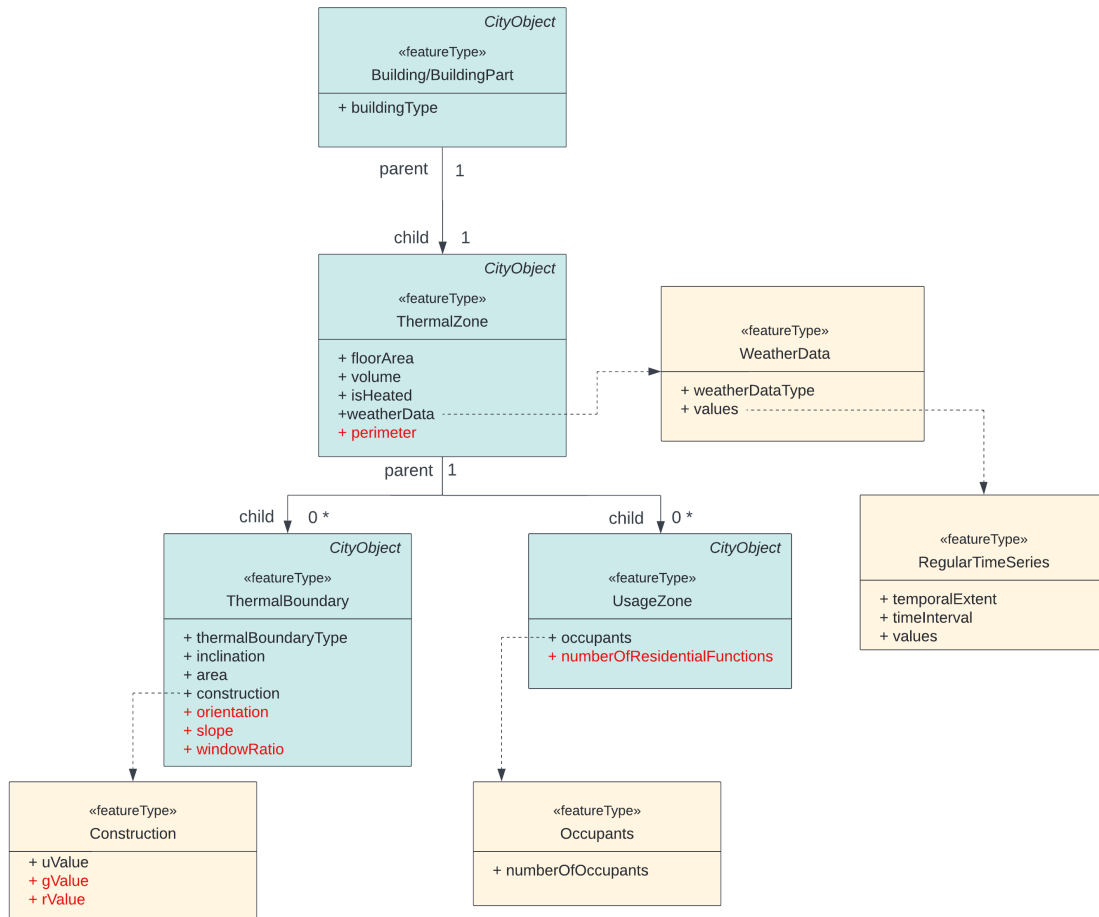 CityObject
«featureType»
Building/BuildingPart
+ buildingType
parent 1
child 1
CityObject
«featureType»
ThermalZone
+ floorArea
+ volume
+ isHeated
+weatherData
+ perimeter
«featureType»
WeatherData
+ weatherDataType
+ values
parent 1
child 0 *
child 0 *
CityObject
«featureType»
ThermalBoundary
+ thermalBoundaryType
+ inclination
+ area
+ construction
+ orientation
+ slope
+ windowRatio
CityObject
«featureType»
UsageZone
+ occupants
+ numberOfResidentialFunctions
«featureType»
RegularTimeSeries
+ temporalExtent
+ timeInterval
+ values
«featureType»
Construction
+ uValue
+ gValue
+ rValue
«featureType»
Occupants
+ numberOfOccupants